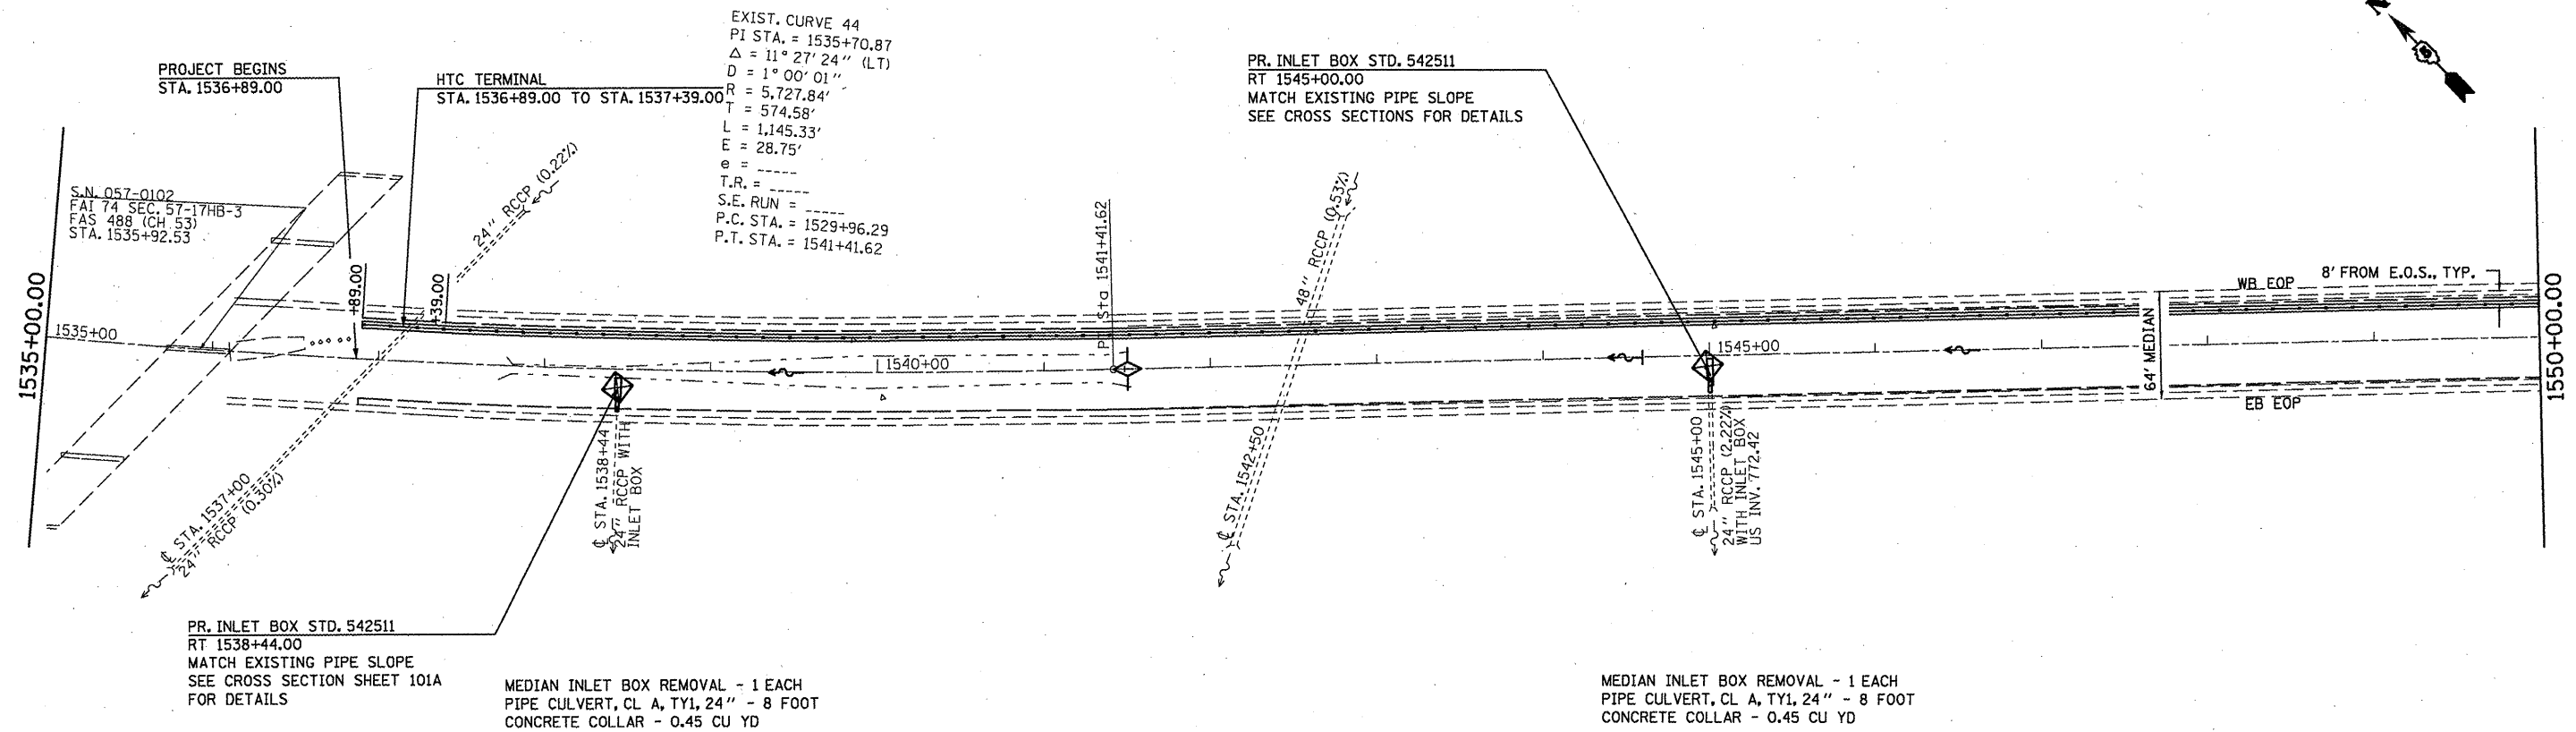 EXIST. CURVE 44
PI STA. = 1535+70.87
Δ = 11° 27' 24" (LT)
D = 1° 00' 01"
R = 5,727.84'
T = 574.58'
L = 1,145.33'
E = 28.75'
e = _____
T.R. = _____
S.E. RUN = _____
P.C. STA. = 1529+96.29
P.T. STA. = 1541+41.62
PROJECT BEGINS
STA. 1536+89.00
HTC TERMINAL
STA. 1536+89.00 TO STA. 1537+39.00
PR. INLET BOX STD. 542511
RT 1545+00.00
MATCH EXISTING PIPE SLOPE
SEE CROSS SECTIONS FOR DETAILS
S.N. 057-0102
FAI 74 SEC. 57-17HB-3
FAS 488 (CH 53)
STA. 1535+92.53
24" RCCP (0.22%)
48" RCCP (0.53%)
Sta 1541+41.62
+89.00
+39.00
1535+00.00
1535+00
1540+00
1545+00
WB EOP
8' FROM E.O.S., TYP.
64' MEDIAN
EB EOP
1550+00.00
℄ STA. 1537+00
24" RCCP (0.30%)
℄ STA. 1538+44
24" RCCP WITH
INLET BOX
℄ STA. 1542+50
℄ STA. 1545+00
24" RCCP (2.22%)
WITH INLET BOX
US INV. 772.42
PR. INLET BOX STD. 542511
RT 1538+44.00
MATCH EXISTING PIPE SLOPE
SEE CROSS SECTION SHEET 101A
FOR DETAILS
MEDIAN INLET BOX REMOVAL - 1 EACH
PIPE CULVERT, CL A, TY1, 24" - 8 FOOT
CONCRETE COLLAR - 0.45 CU YD
MEDIAN INLET BOX REMOVAL - 1 EACH
PIPE CULVERT, CL A, TY1, 24" - 8 FOOT
CONCRETE COLLAR - 0.45 CU YD